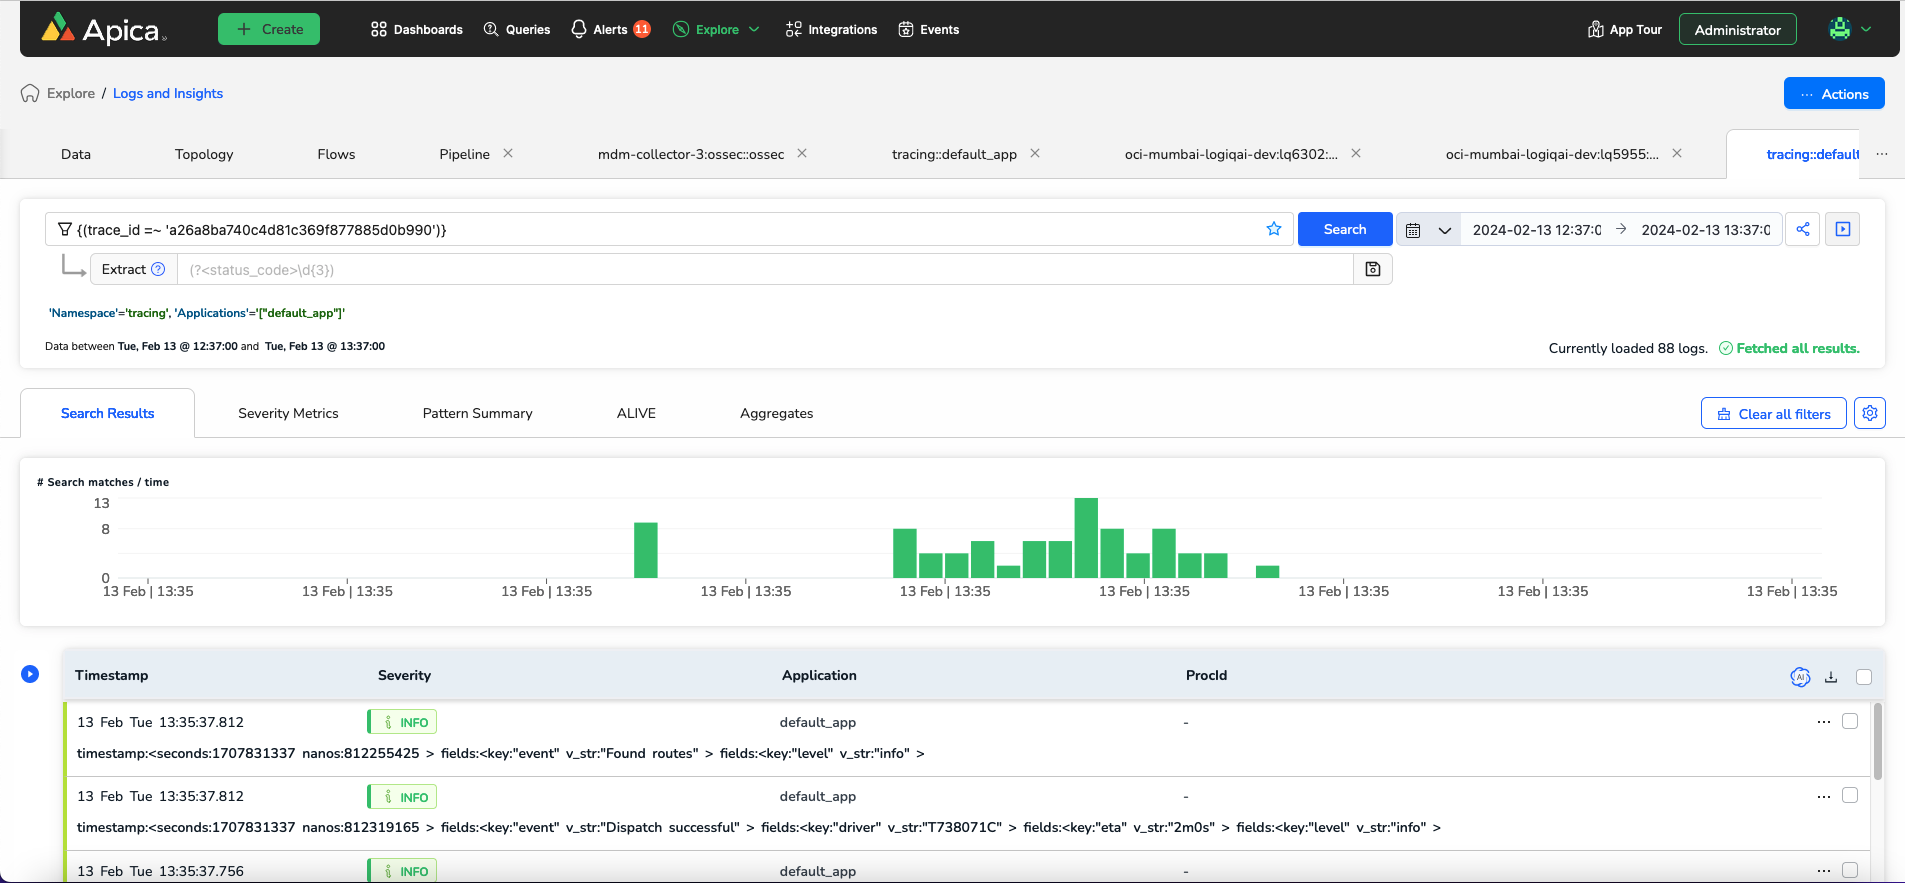 Apica
Create
Dashboards
Queries
Alerts 11
Explore
Integrations
Events
App Tour
Administrator
Explore / Logs and Insights
Actions
Data
Topology
Flows
Pipeline
mdm-collector-3:ossec::ossec
tracing::default_app
oci-mumbai-logiqai-dev:lq6302:...
oci-mumbai-logiqai-dev:lq5955:...
tracing::default
{(trace_id =~ 'a26a8ba740c4d81c369f877885d0b990')}
Search
2024-02-13 12:37:0
2024-02-13 13:37:0
Extract
(?<status_code>\d{3})
'Namespace'='tracing', 'Applications'='["default_app"]'
Data between Tue, Feb 13 @ 12:37:00 and Tue, Feb 13 @ 13:37:00
Currently loaded 88 logs. Fetched all results.
Search Results
Severity Metrics
Pattern Summary
ALIVE
Aggregates
Clear all filters
# Search matches / time
13
8
0
13 Feb | 13:35
13 Feb | 13:35
13 Feb | 13:35
13 Feb | 13:35
13 Feb | 13:35
13 Feb | 13:35
13 Feb | 13:35
13 Feb | 13:35
13 Feb | 13:35
Timestamp Severity Application ProcId
AI
13 Feb Tue 13:35:37.812 i INFO default_app -
timestamp:<seconds:1707831337 nanos:812255425 > fields:<key:"event" v_str:"Found routes" > fields:<key:"level" v_str:"info" >
13 Feb Tue 13:35:37.812 i INFO default_app -
timestamp:<seconds:1707831337 nanos:812319165 > fields:<key:"event" v_str:"Dispatch successful" > fields:<key:"driver" v_str:"T738071C" > fields:<key:"eta" v_str:"2m0s" > fields:<key:"level" v_str:"info" >
13 Feb Tue 13:35:37.756 i INFO default_app -